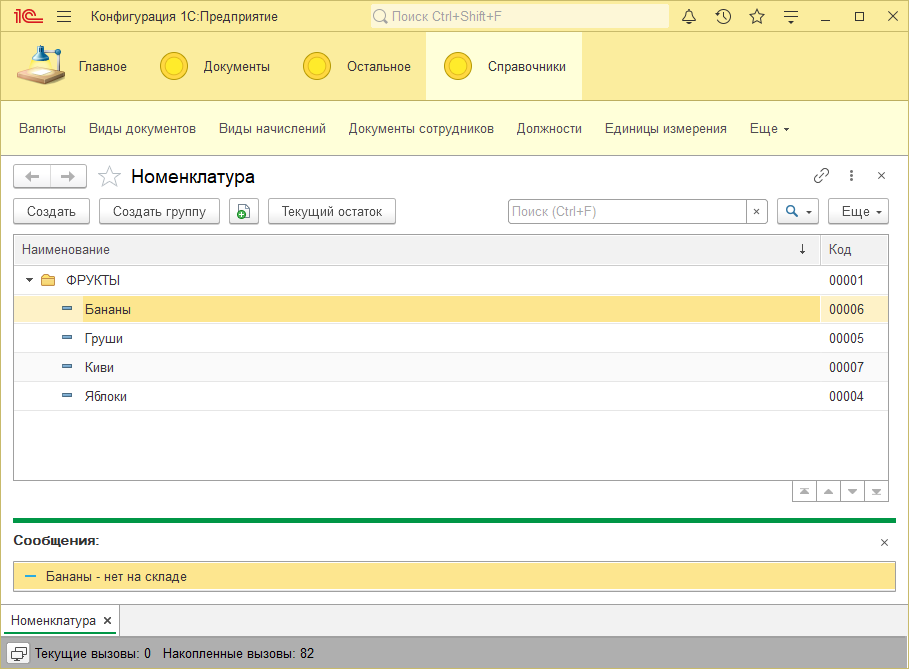 1С Конфигурация 1С:Предприятие Поиск Ctrl+Shift+F
Главное Документы Остальное Справочники
Валюты Виды документов Виды начислений Документы сотрудников Должности Единицы измерения Еще
Номенклатура
Создать Создать группу Текущий остаток Поиск (Ctrl+F) × Еще
Наименование ↓ Код
ФРУКТЫ 00001
Бананы 00006
Груши 00005
Киви 00007
Яблоки 00004
Сообщения:
Бананы - нет на складе
Номенклатура ×
Текущие вызовы: 0 Накопленные вызовы: 82